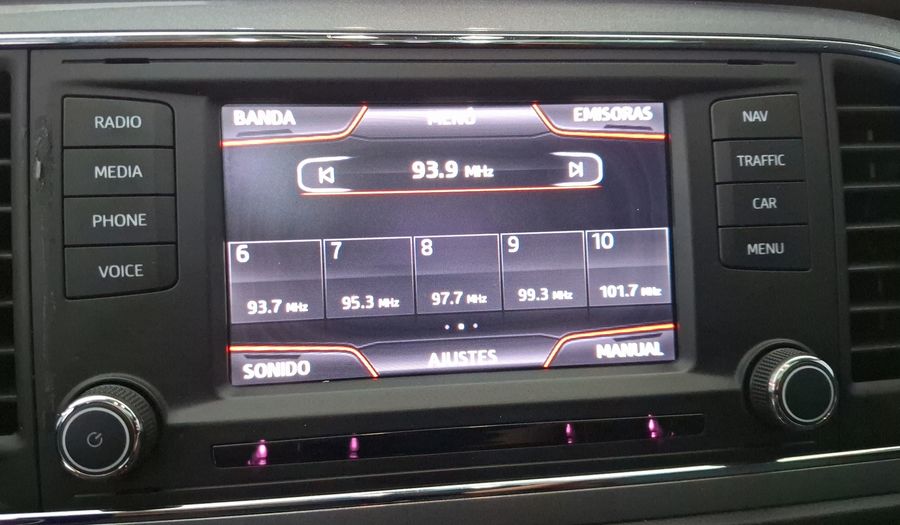 RADIO
MEDIA
PHONE
VOICE
BANDA
MENÚ
EMISORAS
93.9 MHz
6
7
8
9
10
93.7 MHz
95.3 MHz
97.7 MHz
99.3 MHz
101.7 MHz
SONIDO
AJUSTES
MANUAL
NAV
TRAFFIC
CAR
MENU